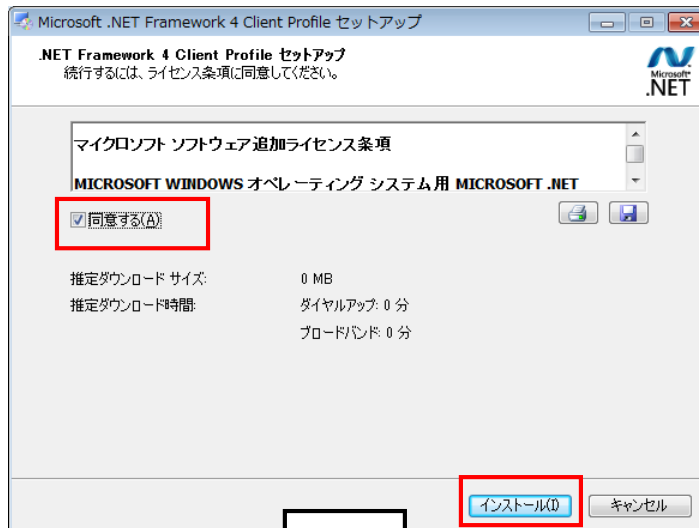 Microsoft .NET Framework 4 Client Profile セットアップ
.NET Framework 4 Client Profile セットアップ
続行するには、ライセンス条項に同意してください。
Microsoft
.NET
マイクロソフト ソフトウェア追加ライセンス条項
MICROSOFT WINDOWS オペレーティング システム用 MICROSOFT .NET
同意する(A)
推定ダウンロード サイズ: 0 MB
推定ダウンロード時間: ダイヤルアップ: 0 分
ブロードバンド: 0 分
インストール(I) キャンセル